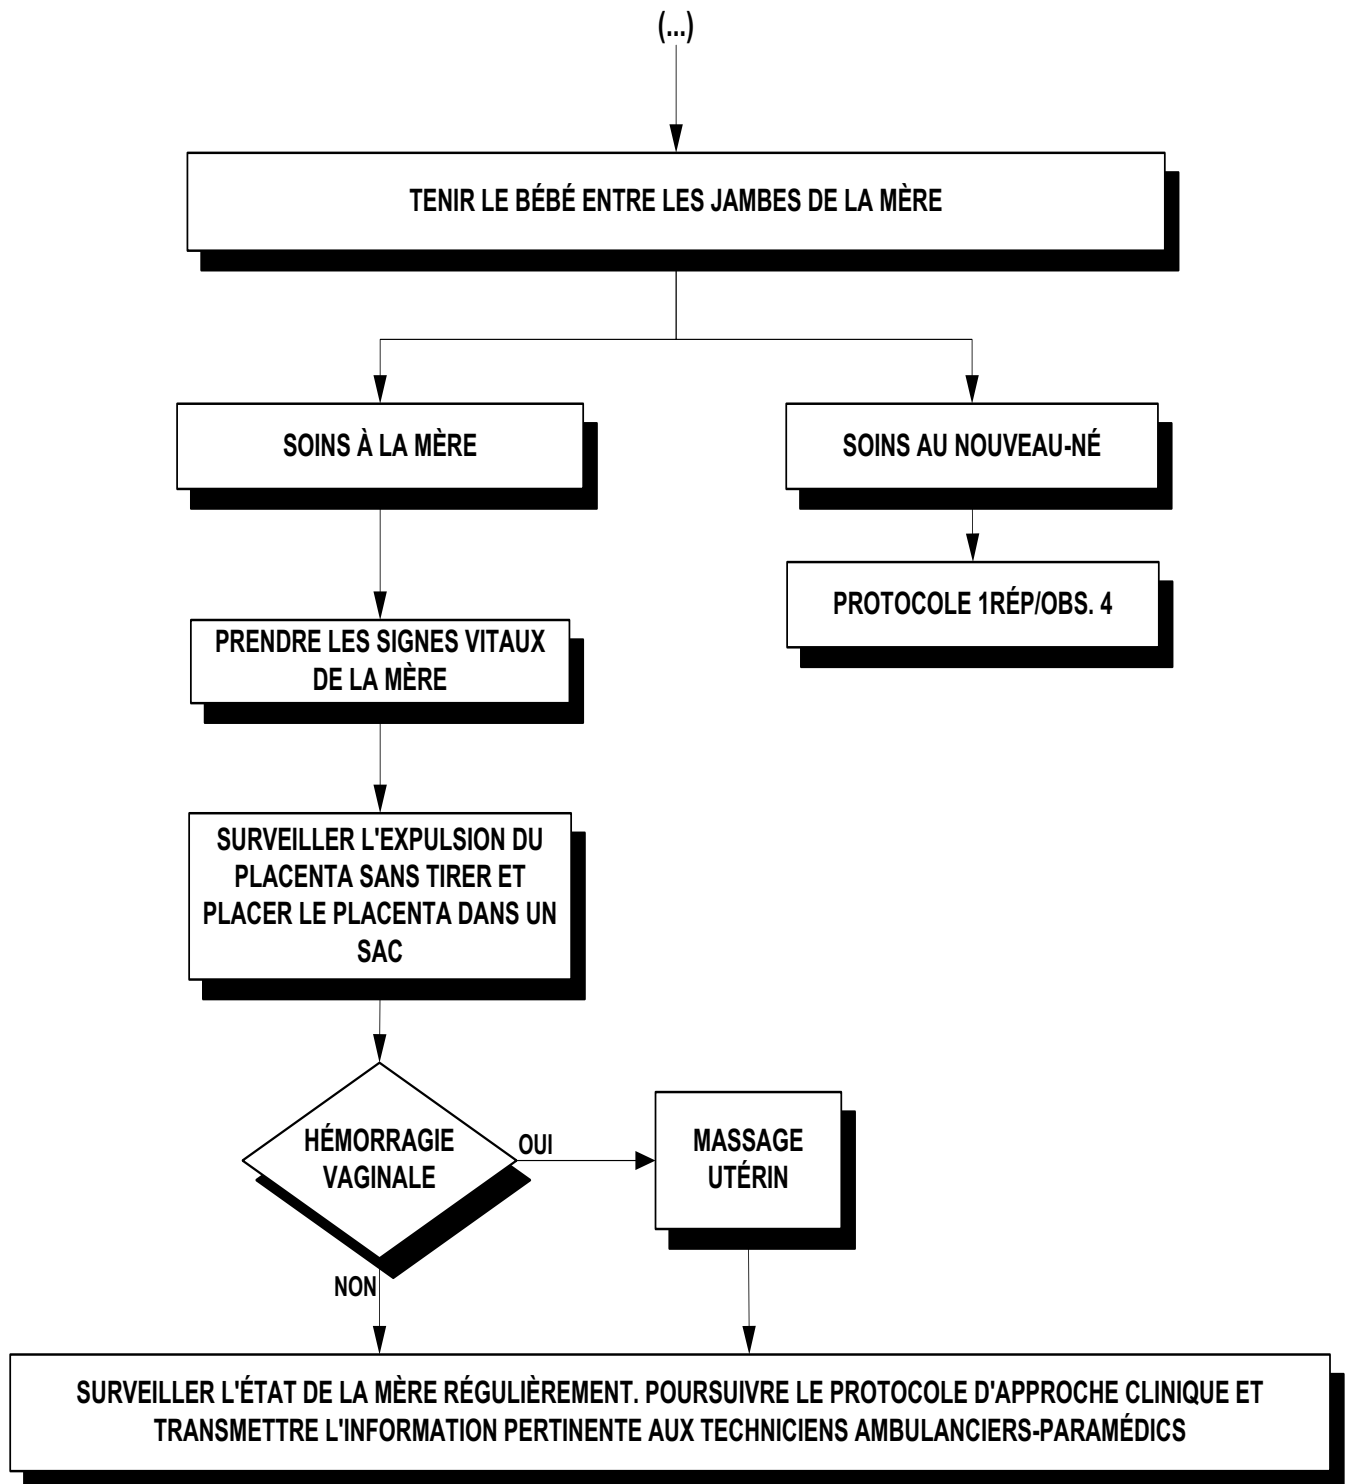 (...)
TENIR LE BÉBÉ ENTRE LES JAMBES DE LA MÈRE
SOINS À LA MÈRE
SOINS AU NOUVEAU-NÉ
PROTOCOLE 1RÉP/OBS. 4
PRENDRE LES SIGNES VITAUX
DE LA MÈRE
SURVEILLER L'EXPULSION DU
PLACENTA SANS TIRER ET
PLACER LE PLACENTA DANS UN
SAC
HÉMORRAGIE
VAGINALE
OUI
MASSAGE
UTÉRIN
NON
SURVEILLER L'ÉTAT DE LA MÈRE RÉGULIÈREMENT. POURSUIVRE LE PROTOCOLE D'APPROCHE CLINIQUE ET
TRANSMETTRE L'INFORMATION PERTINENTE AUX TECHNICIENS AMBULANCIERS-PARAMÉDICS